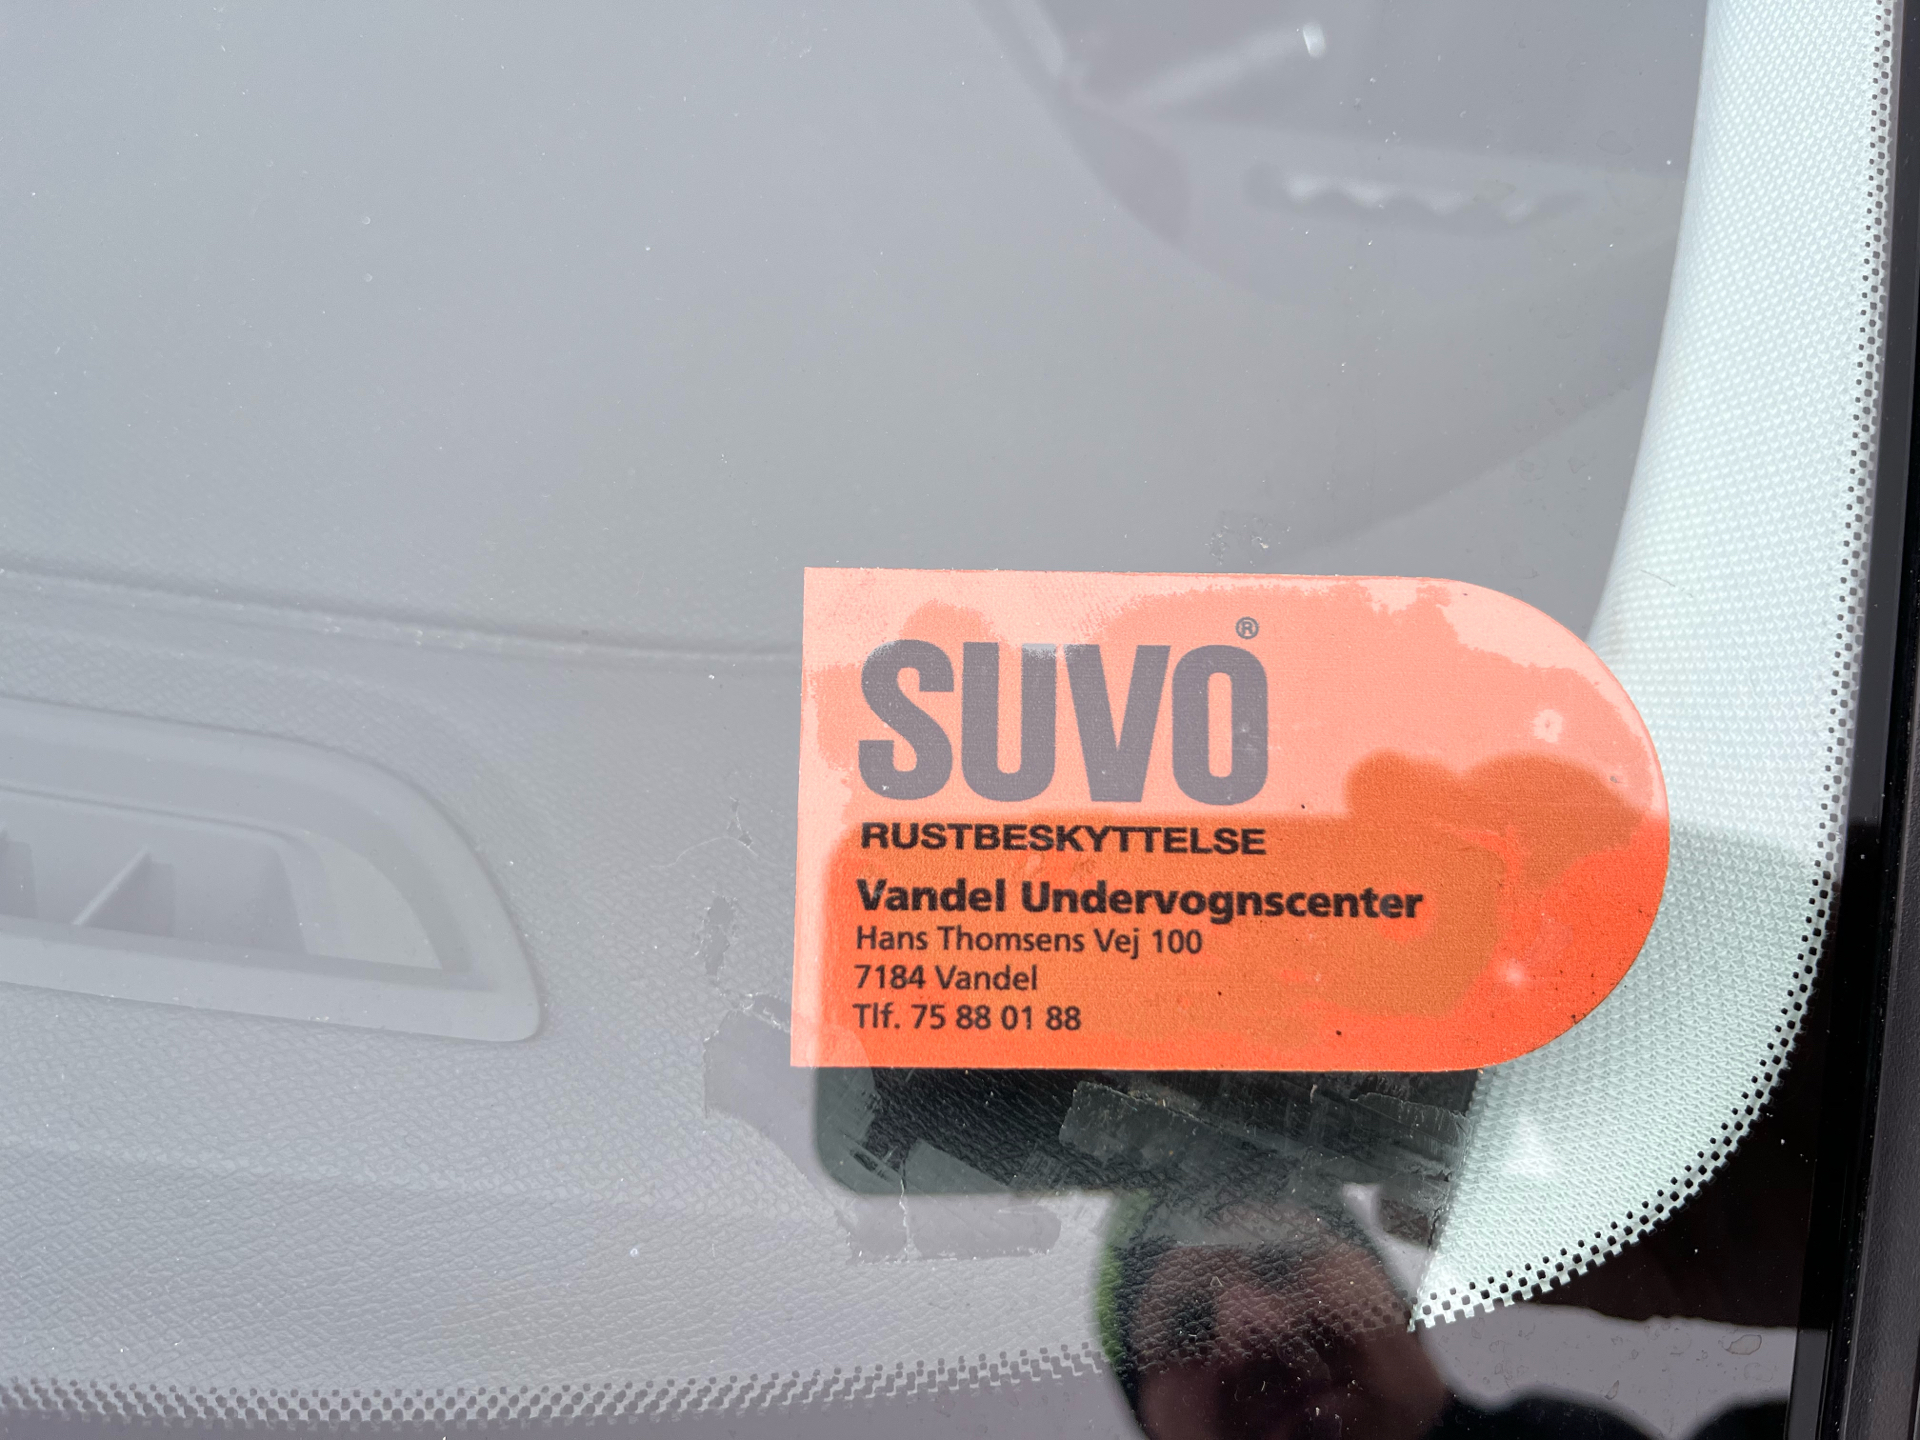 SUVO®
RUSTBESKYTTELSE
Vandel Undervognscenter
Hans Thomsens Vej 100
7184 Vandel
Tlf. 75 88 01 88